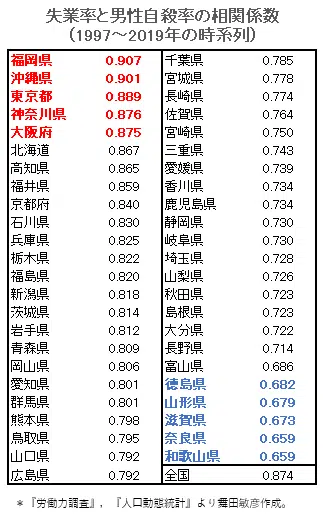 失業率と男性自殺率の相関係数
（1997～2019年の時系列）
福岡県 0.907 千葉県 0.785
沖縄県 0.901 宮城県 0.778
東京都 0.889 長崎県 0.774
神奈川県 0.876 佐賀県 0.764
大阪府 0.875 宮崎県 0.750
北海道 0.867 三重県 0.743
高知県 0.865 愛媛県 0.739
福井県 0.859 香川県 0.734
京都府 0.840 鹿児島県 0.734
石川県 0.830 静岡県 0.730
兵庫県 0.825 岐阜県 0.730
栃木県 0.822 埼玉県 0.728
福島県 0.820 山梨県 0.726
新潟県 0.818 秋田県 0.723
茨城県 0.814 島根県 0.723
岩手県 0.812 大分県 0.722
青森県 0.809 長野県 0.714
岡山県 0.806 富山県 0.686
愛知県 0.801 徳島県 0.682
群馬県 0.801 山形県 0.679
熊本県 0.798 滋賀県 0.673
鳥取県 0.795 奈良県 0.659
山口県 0.792 和歌山県 0.659
広島県 0.792 全国 0.874
＊『労働力調査』，『人口動態統計』より舞田敏彦作成。